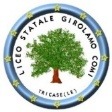 LICEO STATALE GIROLAMO COMI
TRICASE (LE)